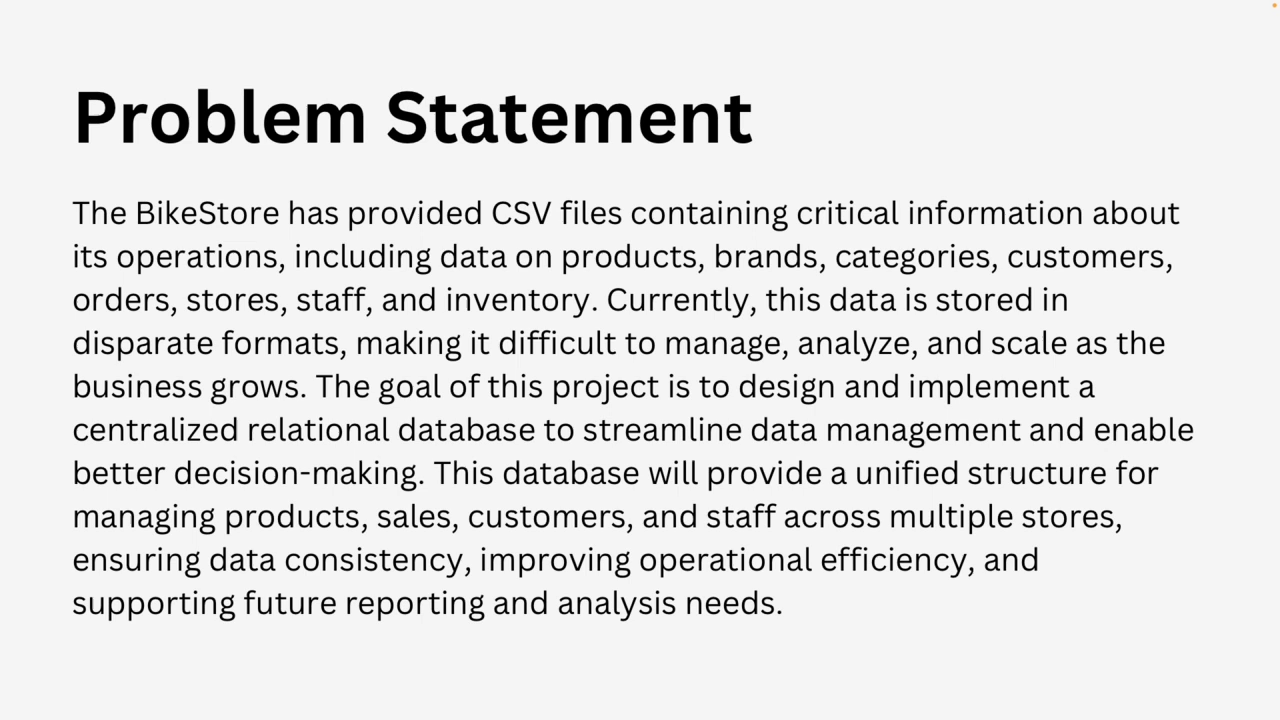 Problem Statement
The BikeStore has provided CSV files containing critical information about
its operations, including data on products, brands, categories, customers,
orders, stores, staff, and inventory. Currently, this data is stored in
disparate formats, making it difficult to manage, analyze, and scale as the
business grows. The goal of this project is to design and implement a
centralized relational database to streamline data management and enable
better decision-making. This database will provide a unified structure for
managing products, sales, customers, and staff across multiple stores,
ensuring data consistency, improving operational efficiency, and
supporting future reporting and analysis needs.